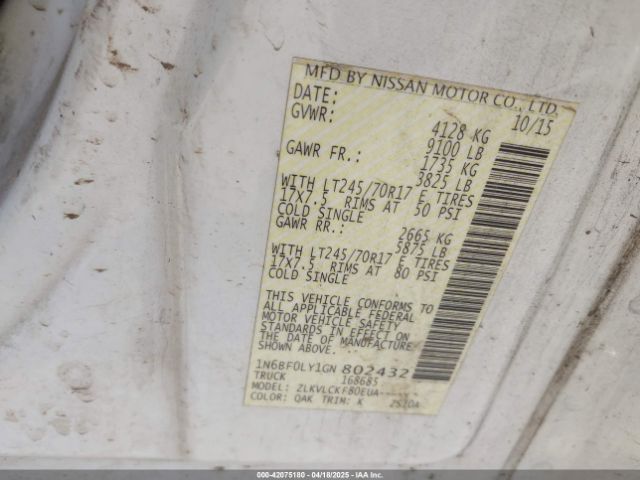 MFD BY NISSAN MOTOR CO., LTD.
DATE: 10/15
GVWR: 4128 KG
9100 LB
GAWR FR.: 1735 KG
3825 LB
WITH LT245/70R17 E TIRES
17X7.5 RIMS AT 50 PSI
COLD SINGLE
GAWR RR.: 2665 KG
5875 LB
WITH LT245/70R17 E TIRES
17X7.5 RIMS AT 80 PSI
COLD SINGLE
THIS VEHICLE CONFORMS TO
ALL APPLICABLE FEDERAL
MOTOR VEHICLE SAFETY
STANDARDS IN EFFECT ON
THE DATE OF MANUFACTURE
SHOWN ABOVE.
1N6BF0LY1GN 802432
TRUCK 168685
MODEL: ZLKVLCKF80EUA-----
COLOR: QAK TRIM: K
000-42075180 - 04/18/2025 - IAAI.COM